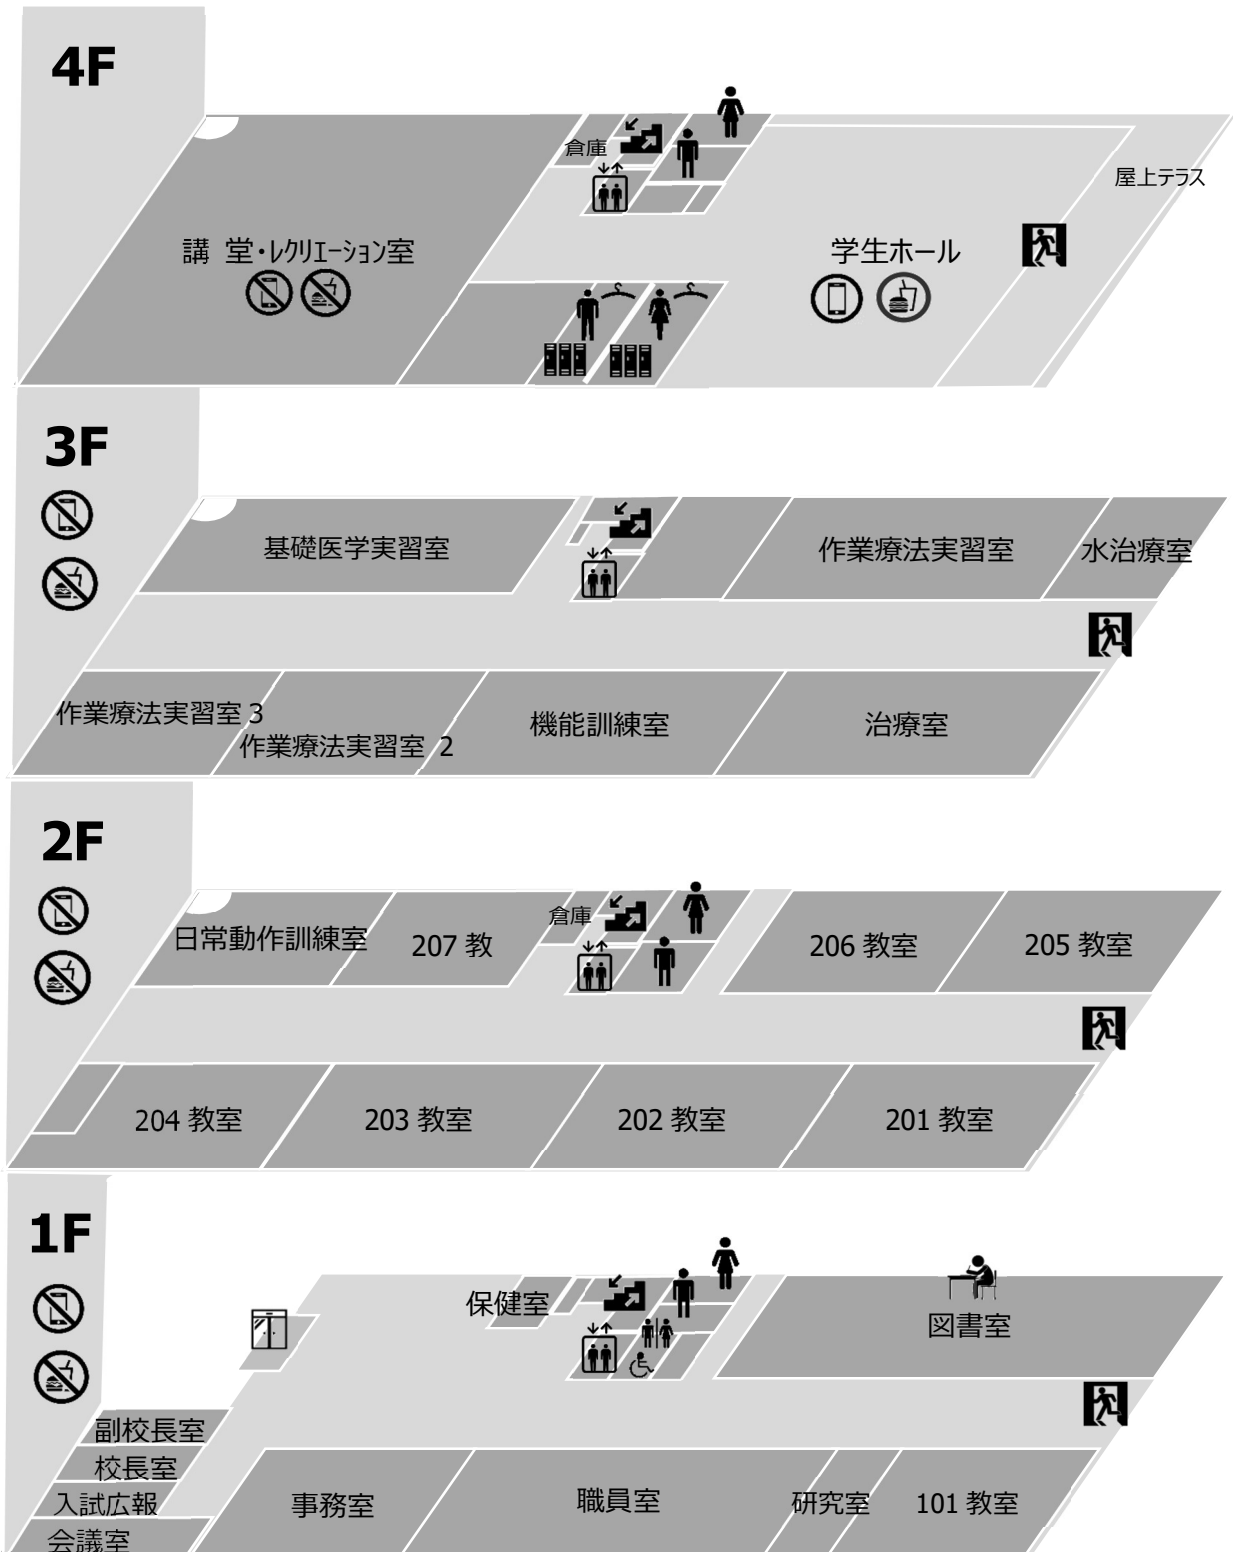 4F
倉庫
屋上テラス
講 堂・レクリエーション室
学生ホール
3F
基礎医学実習室
作業療法実習室
水治療室
作業療法実習室 3
作業療法実習室 2
機能訓練室
治療室
2F
日常動作訓練室
207 教
倉庫
206 教室
205 教室
204 教室
203 教室
202 教室
201 教室
1F
保健室
図書室
副校長室
校長室
入試広報
会議室
事務室
職員室
研究室
101 教室